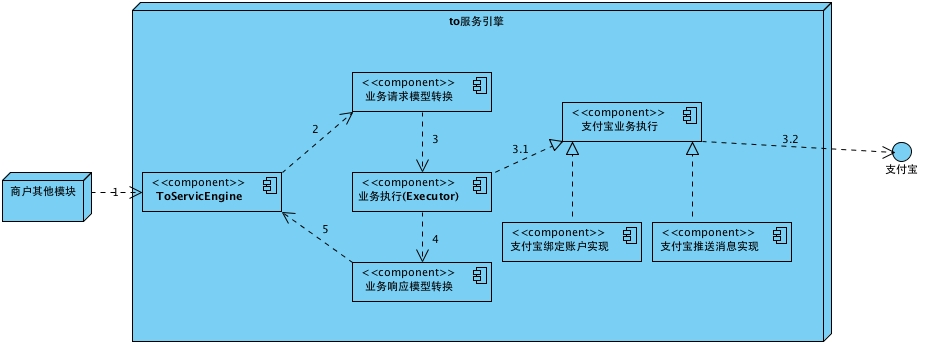 to服务引擎
<<component>>
业务请求模型转换
<<component>>
支付宝业务执行
2
3
3.1
3.2
支付宝
商户其他模块
1
<<component>>
ToServicEngine
<<component>>
业务执行(Executor)
5
4
<<component>>
支付宝绑定账户实现
<<component>>
支付宝推送消息实现
<<component>>
业务响应模型转换